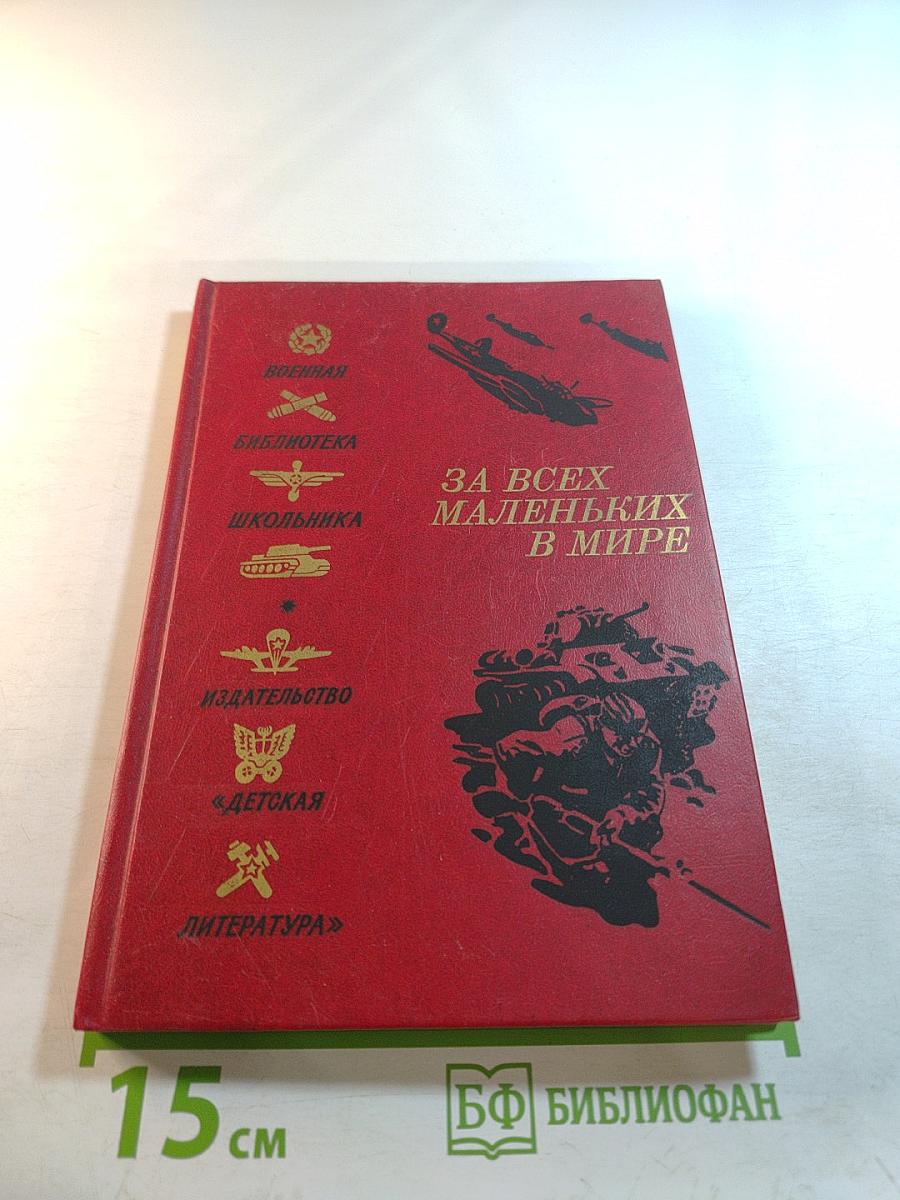 ВОЕННАЯ
БИБЛИОТЕКА
ШКОЛЬНИКА
ИЗДАТЕЛЬСТВО
«ДЕТСКАЯ
ЛИТЕРАТУРА»
ЗА ВСЕХ
МАЛЕНЬКИХ
В МИРЕ
15 см
БФ БИБЛИОФАН